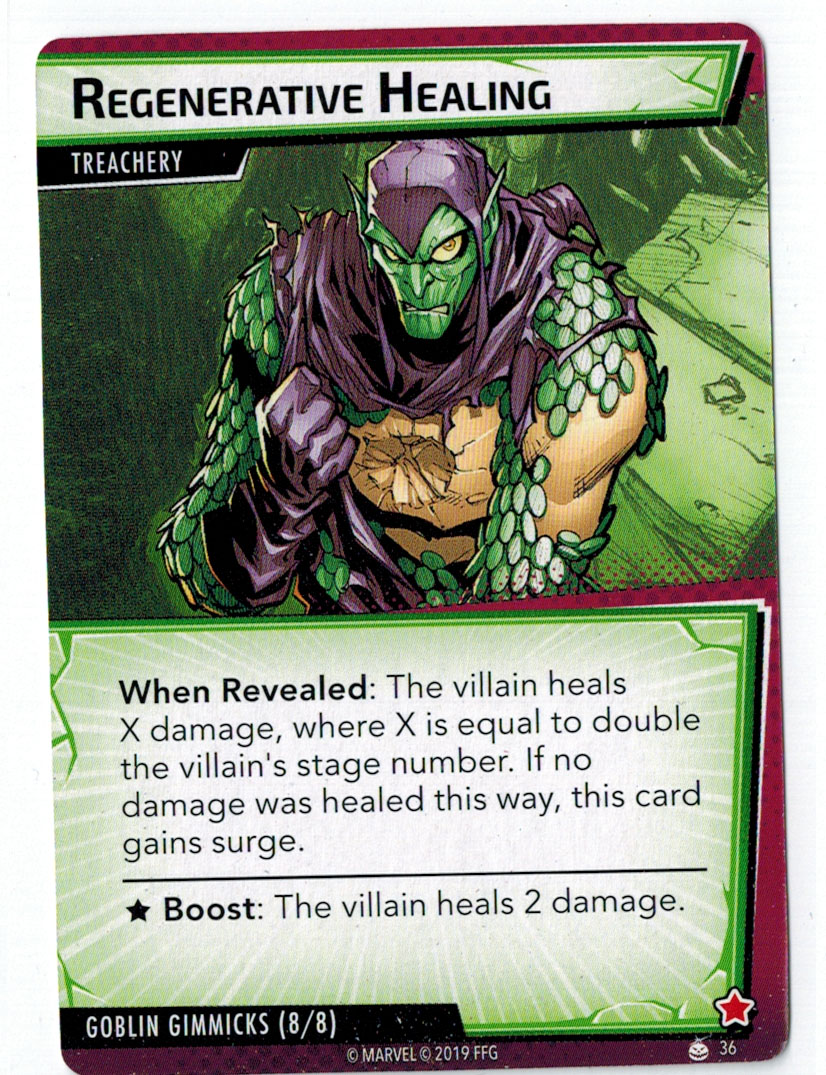 Regenerative Healing
TREACHERY
When Revealed: The villain heals
X damage, where X is equal to double
the villain's stage number. If no
damage was healed this way, this card
gains surge.
★ Boost: The villain heals 2 damage.
GOBLIN GIMMICKS (8/8)
© MARVEL © 2019 FFG
36